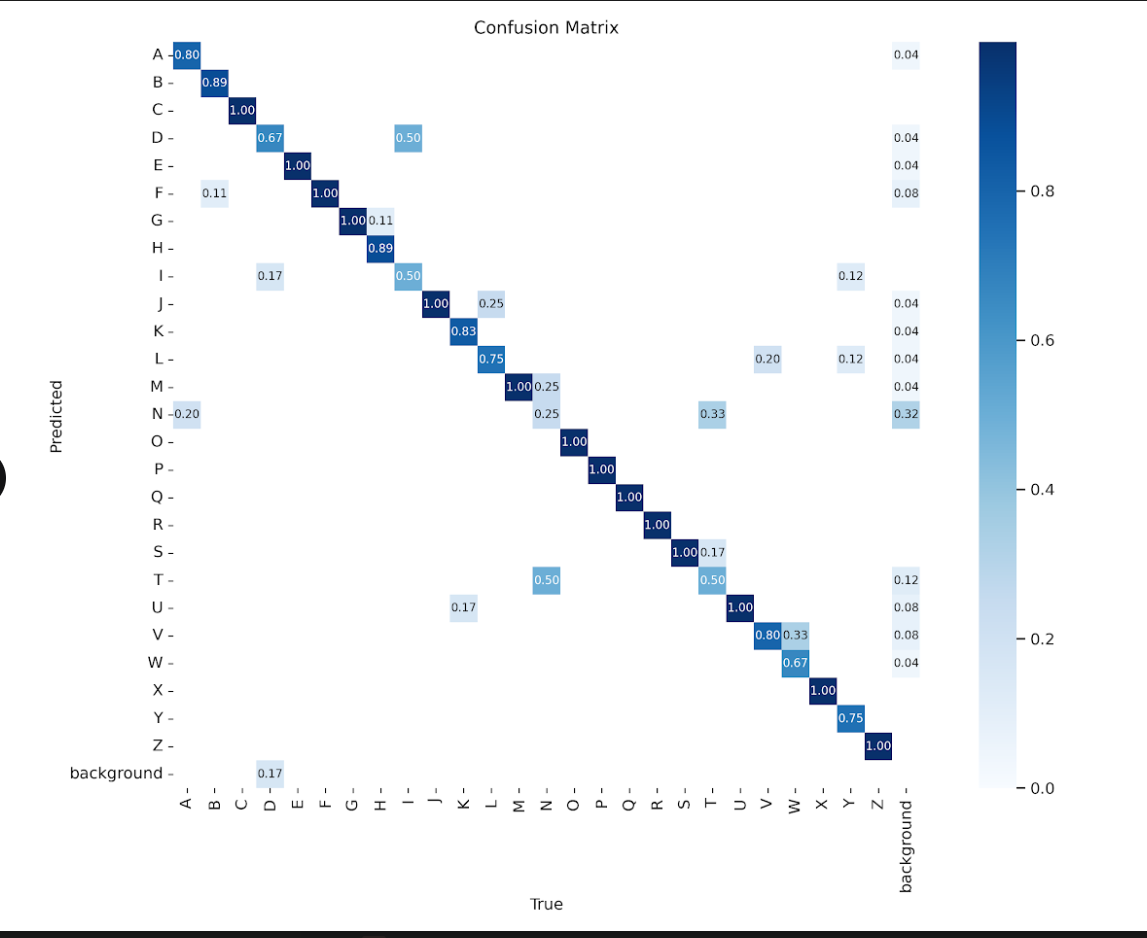 Confusion Matrix
A 0.80 0.04
B 0.89
C 1.00
D 0.67 0.50 0.04
E 1.00 0.04
F 0.11 1.00 0.08
G 1.00 0.11
H 0.89
I 0.17 0.50 0.12
J 1.00 0.25 0.04
K 0.83 0.04
L 0.75 0.20 0.12 0.04
M 1.00 0.25 0.04
N 0.20 0.25 0.33 0.32
O 1.00
P 1.00
Q 1.00
R 1.00
S 1.00 0.17
T 0.50 0.50 0.12
U 0.17 1.00 0.08
V 0.80 0.33 0.08
W 0.67 0.04
X 1.00
Y 0.75
Z 1.00
background 0.17
A B C D E F G H I J K L M N O P Q R S T U V W X Y Z background
Predicted
True
0.8
0.6
0.4
0.2
0.0